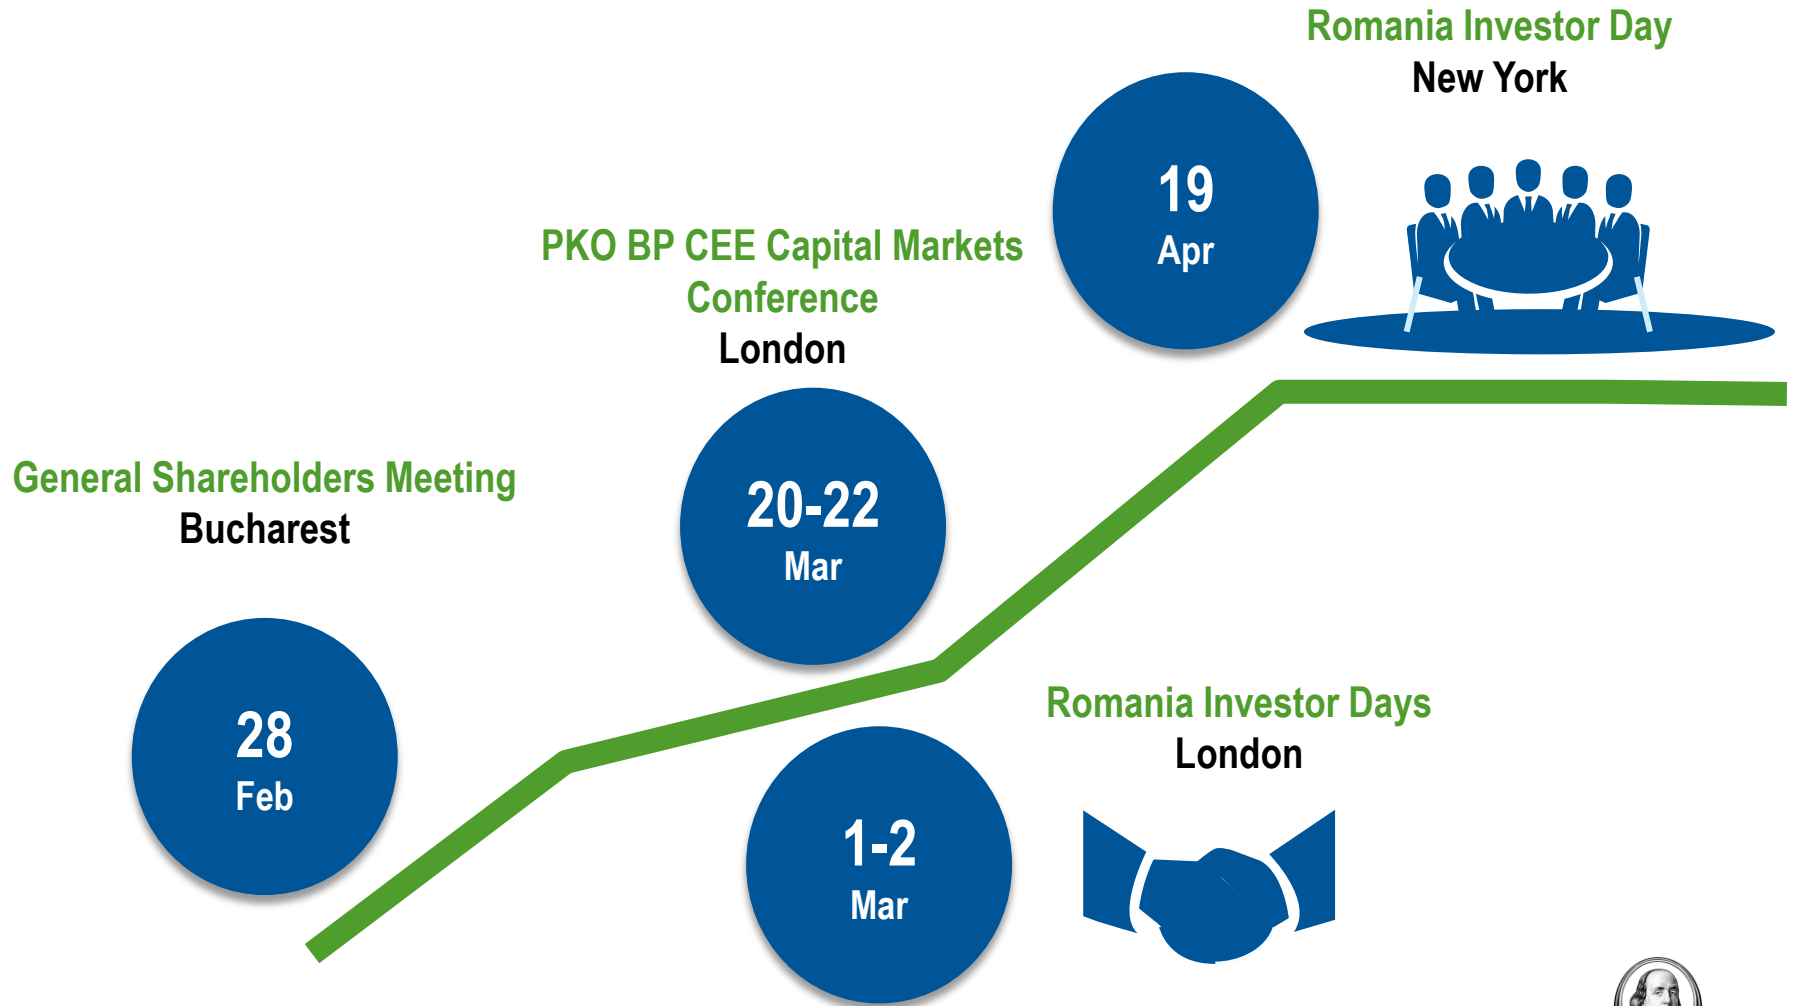 Romania Investor Day
New York
19
Apr
PKO BP CEE Capital Markets
Conference
London
20-22
Mar
General Shareholders Meeting
Bucharest
28
Feb
Romania Investor Days
London
1-2
Mar